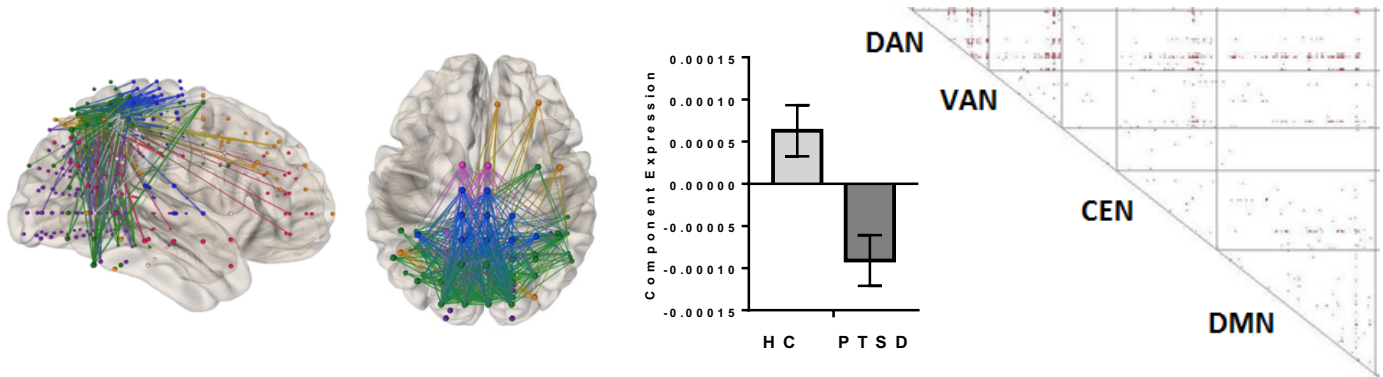 Component Expression
0.00015
0.00010
0.00005
0.00000
-0.00005
-0.00010
-0.00015
HC
PTSD
DAN
VAN
CEN
DMN